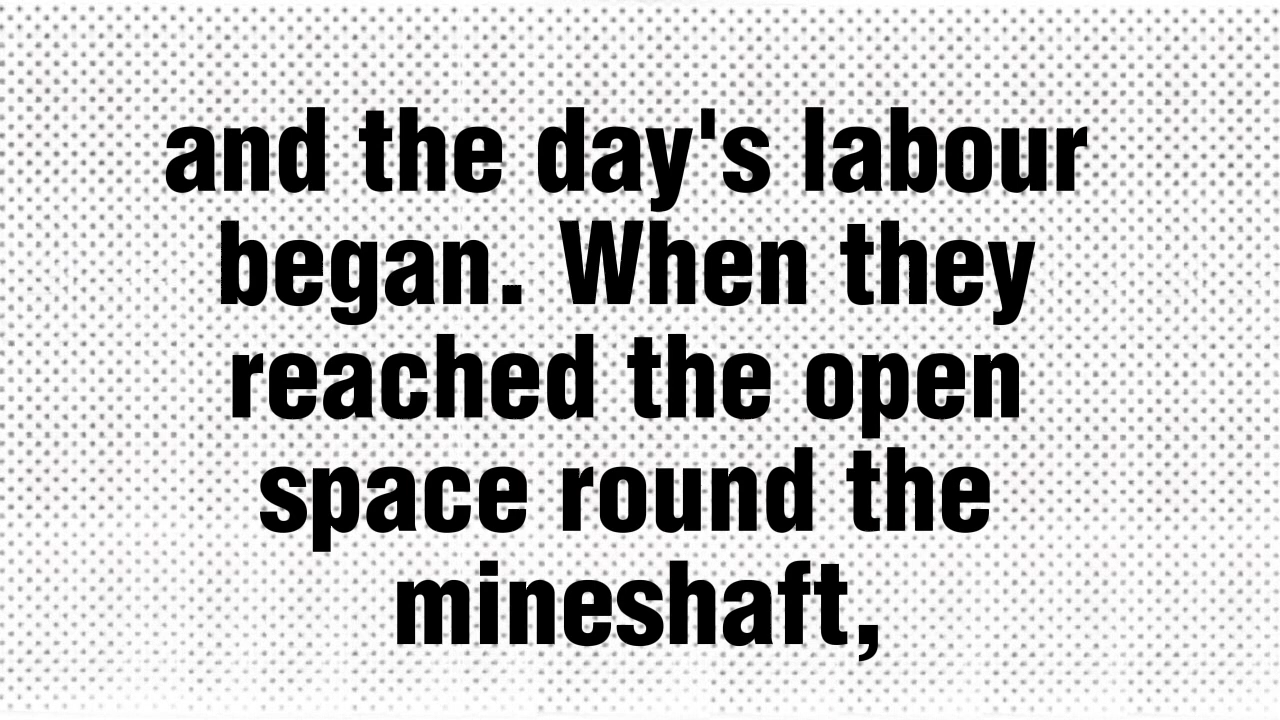 and the day's labour
began. When they
reached the open
space round the
mineshaft,